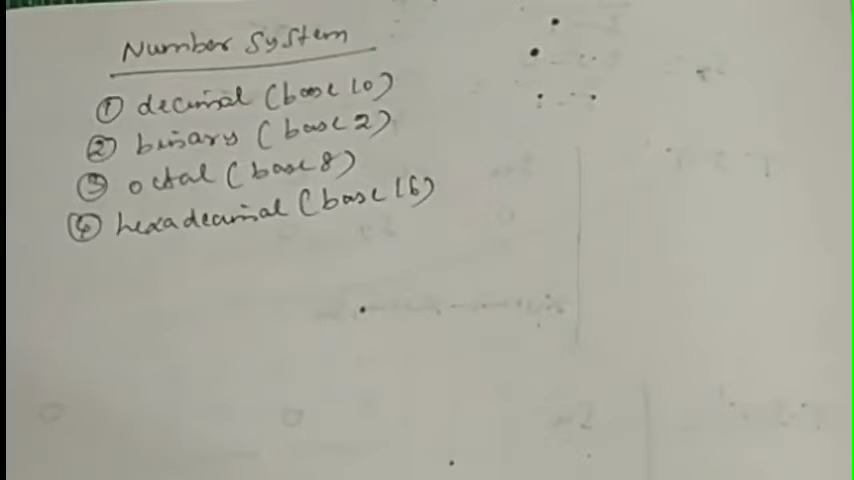 Number System
① decimal (base 10)
② binary (base 2)
③ octal (base 8)
④ hexadecimal (base 16)